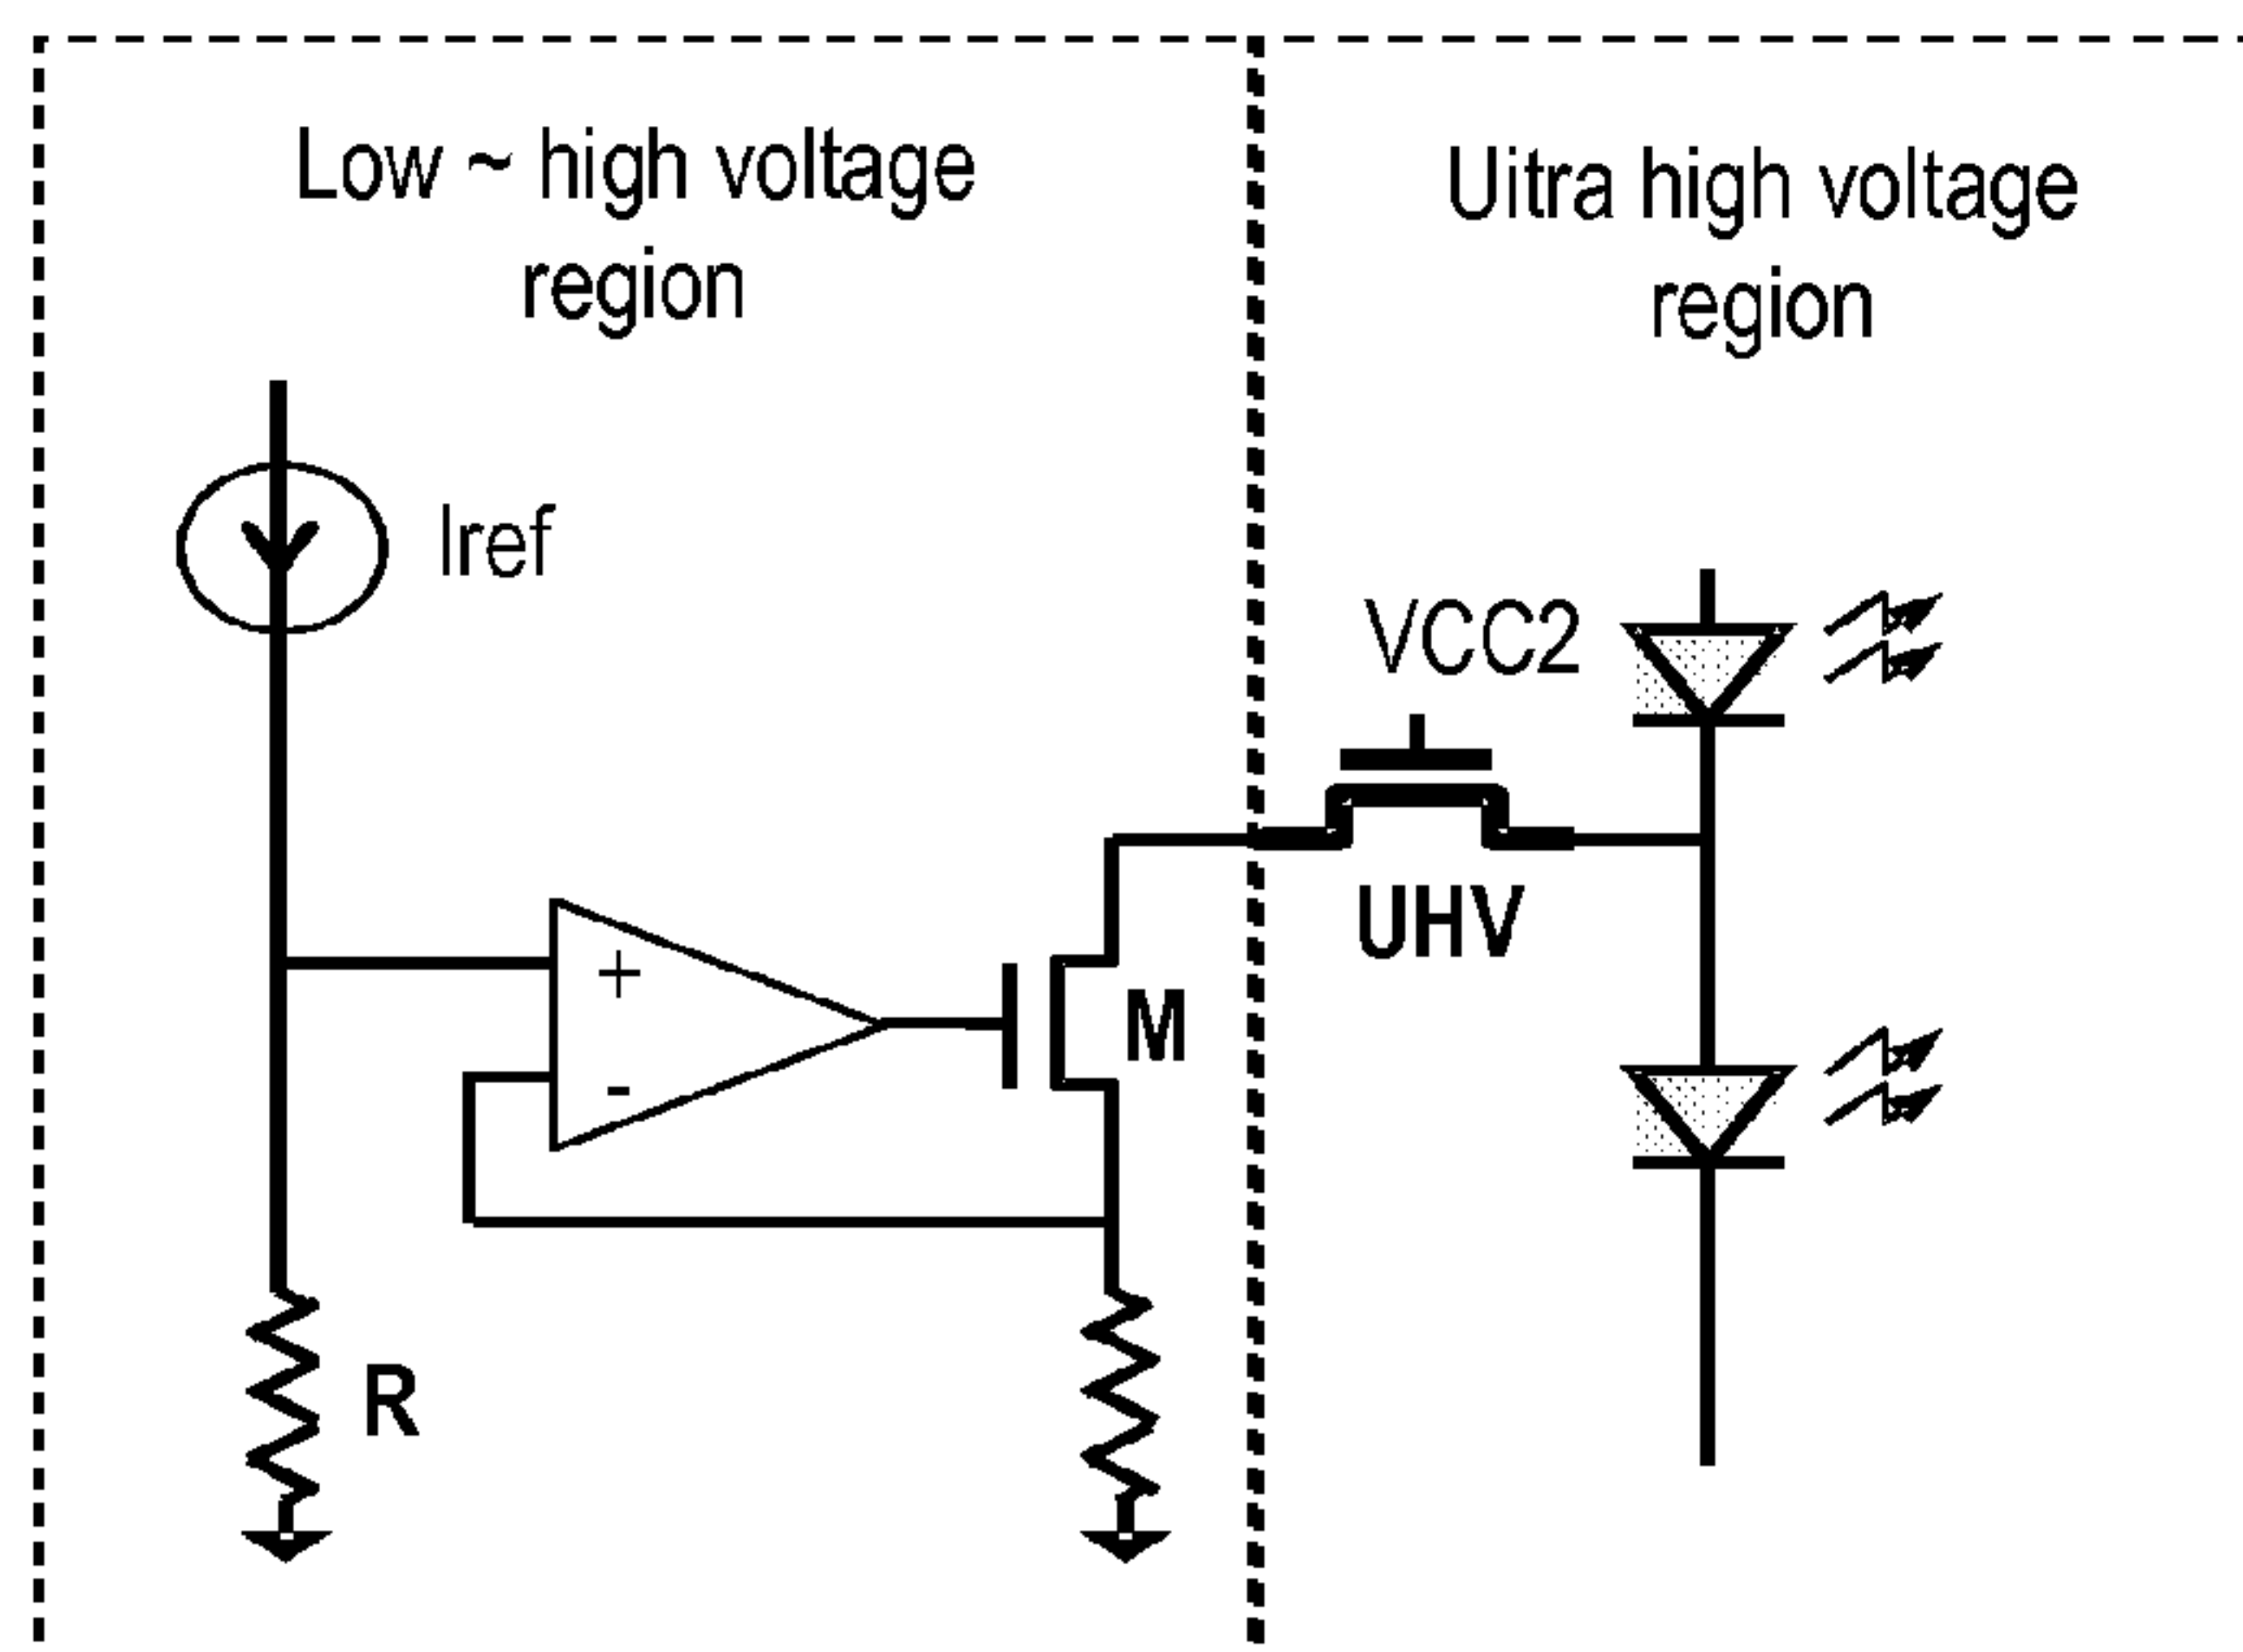 Low ~ high voltage
region
Uitra high voltage
region
Iref
VCC2
UHV
+
M
-
R